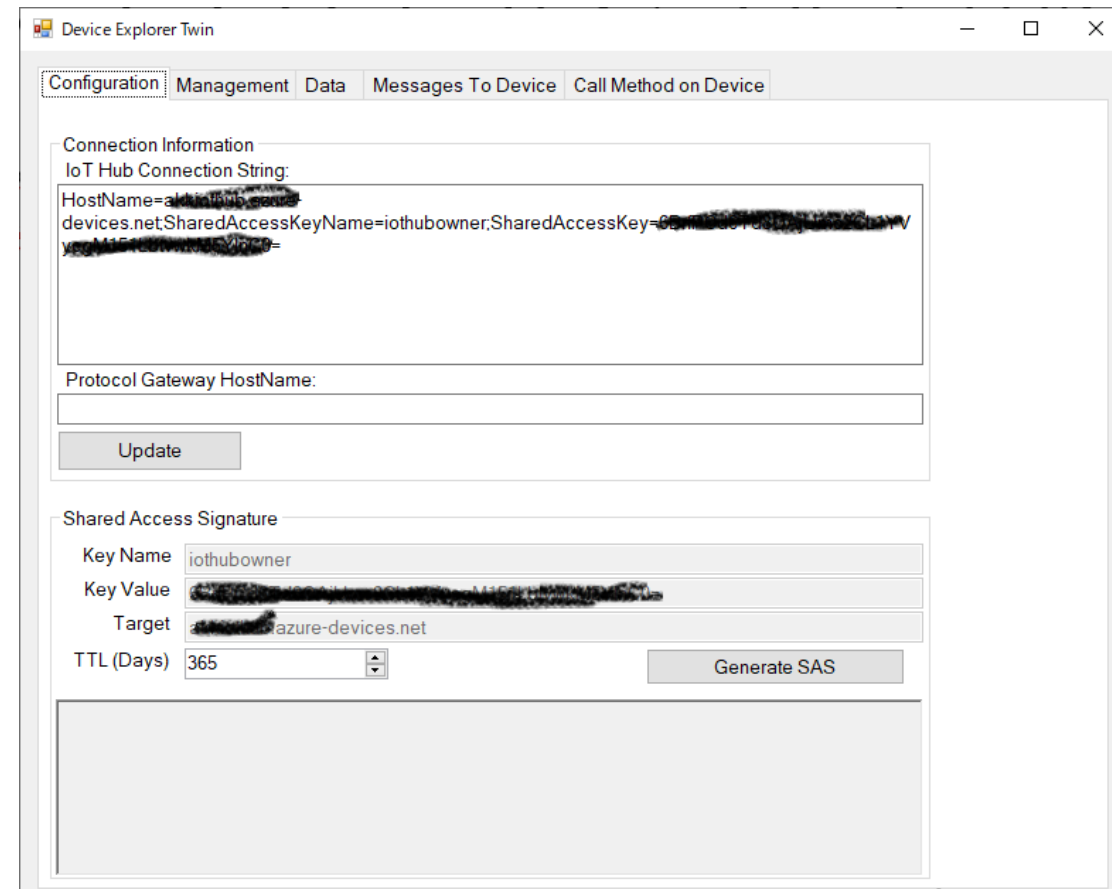 Device Explorer Twin
Configuration Management Data Messages To Device Call Method on Device
Connection Information
IoT Hub Connection String:
HostName=
devices.net;SharedAccessKeyName=iothubowner;SharedAccessKey=
Protocol Gateway HostName:
Update
Shared Access Signature
Key Name iothubowner
Key Value
Target azure-devices.net
TTL (Days) 365
Generate SAS